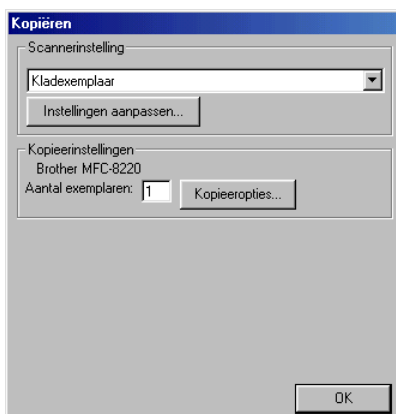 Kopiëren
Scannerinstelling
Kladexemplaar
Instellingen aanpassen...
Kopieerinstellingen
Brother MFC-8220
Aantal exemplaren: 1 Kopieeropties...
OK